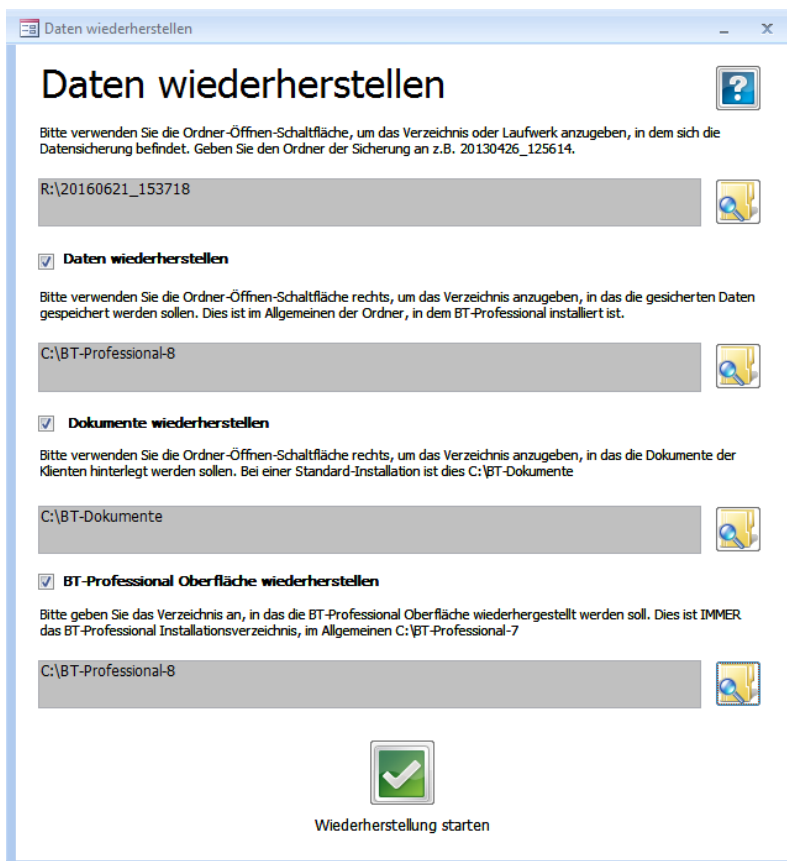 Daten wiederherstellen
Daten wiederherstellen
Bitte verwenden Sie die Ordner-Öffnen-Schaltfläche, um das Verzeichnis oder Laufwerk anzugeben, in dem sich die
Datensicherung befindet. Geben Sie den Ordner der Sicherung an z.B. 20130426_125614.
R:\20160621_153718
Daten wiederherstellen
Bitte verwenden Sie die Ordner-Öffnen-Schaltfläche rechts, um das Verzeichnis anzugeben, in das die gesicherten Daten
gespeichert werden sollen. Dies ist im Allgemeinen der Ordner, in dem BT-Professional installiert ist.
C:\BT-Professional-8
Dokumente wiederherstellen
Bitte verwenden Sie die Ordner-Öffnen-Schaltfläche rechts, um das Verzeichnis anzugeben, in das die Dokumente der
Klienten hinterlegt werden sollen. Bei einer Standard-Installation ist dies C:\BT-Dokumente
C:\BT-Dokumente
BT-Professional Oberfläche wiederherstellen
Bitte geben Sie das Verzeichnis an, in das die BT-Professional Oberfläche wiederhergestellt werden soll. Dies ist IMMER
das BT-Professional Installationsverzeichnis, im Allgemeinen C:\BT-Professional-7
C:\BT-Professional-8
Wiederherstellung starten